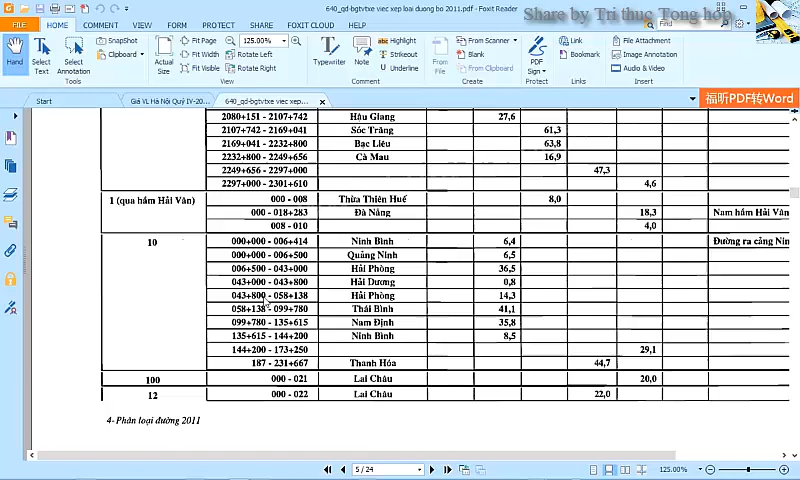 640_qd-bgtvtxe viec xep loai duong bo 2011.pdf - Foxit Reader
Share by Tri thuc Tong hop
FILE HOME COMMENT VIEW FORM PROTECT SHARE FOXIT CLOUD HELP
Find
Hand
Select Text
Select Annotation
SnapShot
Clipboard
Tools
Actual Size
Fit Page
Fit Width
Fit Visible
125.00%
Rotate Left
Rotate Right
View
Typewriter
Note
Highlight
Strikeout
Underline
Comment
From File
From Scanner
Blank
From Clipboard
Create
PDF Sign
Protect
Link
Bookmark
Links
File Attachment
Image Annotation
Audio & Video
Insert
Start
Giá VL Hà Nội Quý IV-20...
640_qd-bgtvtxe viec xep...
福昕PDF转Word
2080+151 - 2107+742 Hậu Giang 27,6
2107+742 - 2169+041 Sóc Trăng 61,3
2169+041 - 2232+800 Bạc Liêu 63,8
2232+800 - 2249+656 Cà Mau 16,9
2249+656 - 2297+000 47,3
2297+000 - 2301+610 4,6
1 (qua hầm Hải Vân) 000 - 008 Thừa Thiên Huế 8,0
000 - 018+283 Đà Nẵng 18,3 Nam hầm Hải Vân
008 - 010 4,0
10 000+000 - 006+414 Ninh Bình 6,4 Đường ra cảng Nin
000+000 - 006+500 Quảng Ninh 6,5
006+500 - 043+000 Hải Phòng 36,5
043+000 - 043+800 Hải Dương 0,8
043+800 - 058+138 Hải Phòng 14,3
058+138 - 099+780 Thái Bình 41,1
099+780 - 135+615 Nam Định 35,8
135+615 - 144+200 Ninh Bình 8,5
144+200 - 173+250 29,1
187 - 231+667 Thanh Hóa 44,7
100 000 - 021 Lai Châu 20,0
12 000 - 022 Lai Châu 22,0
4- Phân loại đường 2011
5 / 24
125.00%